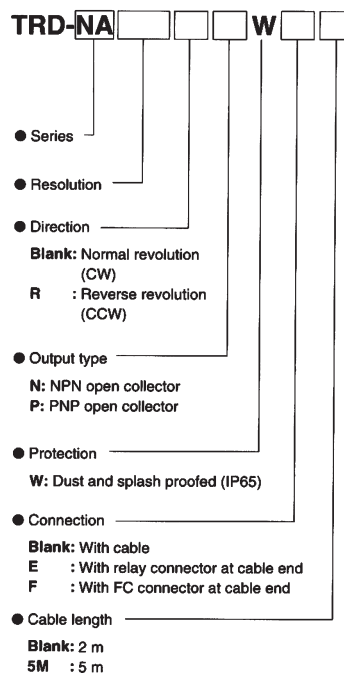 TRD-NA W
● Series
● Resolution
● Direction
Blank: Normal revolution
(CW)
R : Reverse revolution
(CCW)
● Output type
N: NPN open collector
P: PNP open collector
● Protection
W: Dust and splash proofed (IP65)
● Connection
Blank: With cable
E : With relay connector at cable end
F : With FC connector at cable end
● Cable length
Blank: 2 m
5M : 5 m